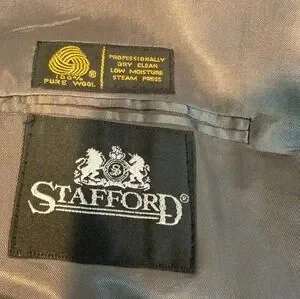 100%
PURE WOOL
®
PROFESSIONALLY
DRY CLEAN
LOW MOISTURE
STEAM PRESS
S
STAFFORD®